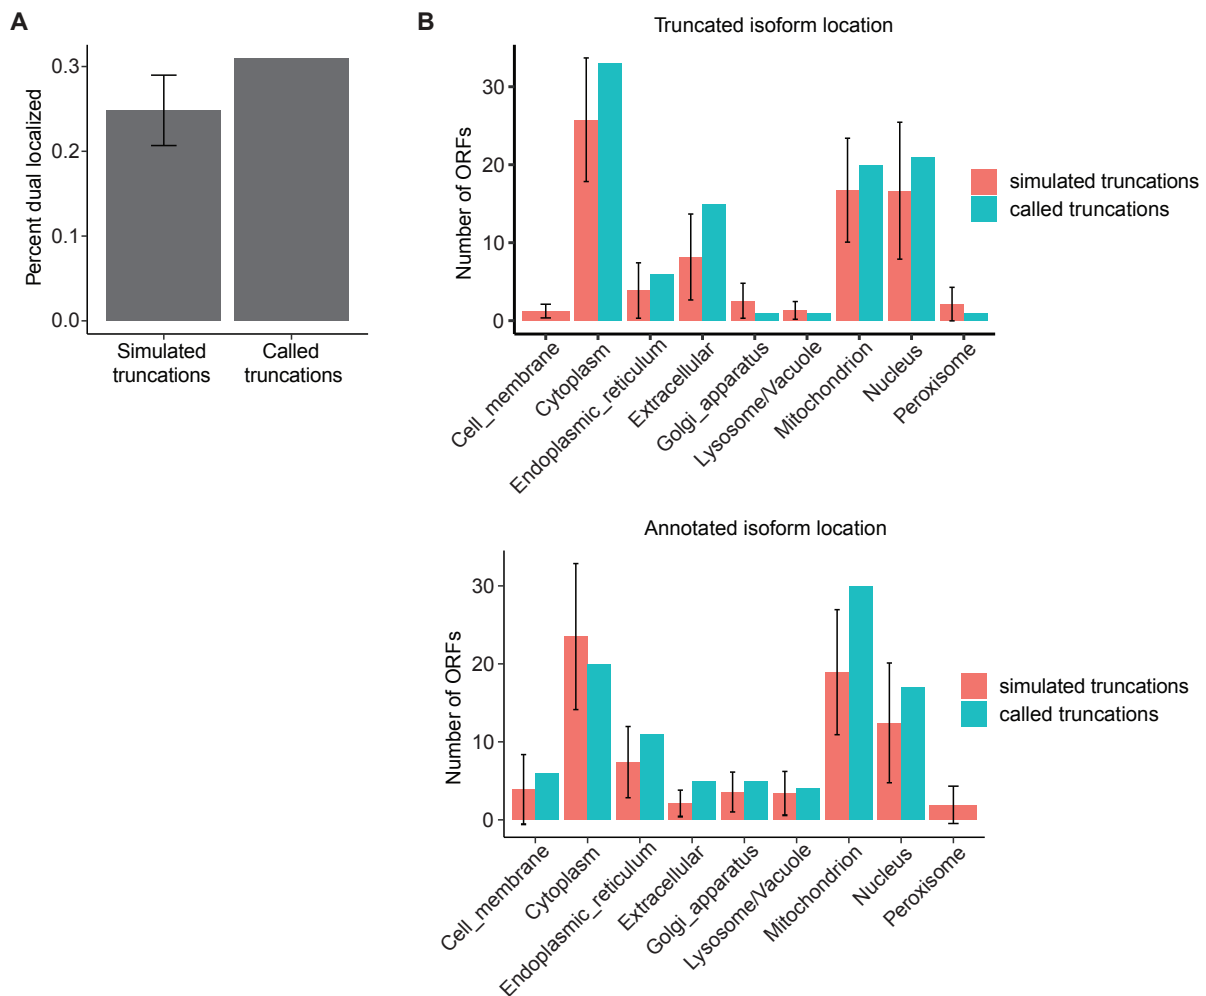 A
Percent dual localized
0.3
0.2
0.1
0.0
Simulated
truncations
Called
truncations
B
Truncated isoform location
Number of ORFs
30
20
10
0
Cell_membrane
Cytoplasm
Endoplasmic_reticulum
Extracellular
Golgi_apparatus
Lysosome/Vacuole
Mitochondrion
Nucleus
Peroxisome
simulated truncations
called truncations
Annotated isoform location
Number of ORFs
30
20
10
0
Cell_membrane
Cytoplasm
Endoplasmic_reticulum
Extracellular
Golgi_apparatus
Lysosome/Vacuole
Mitochondrion
Nucleus
Peroxisome
simulated truncations
called truncations